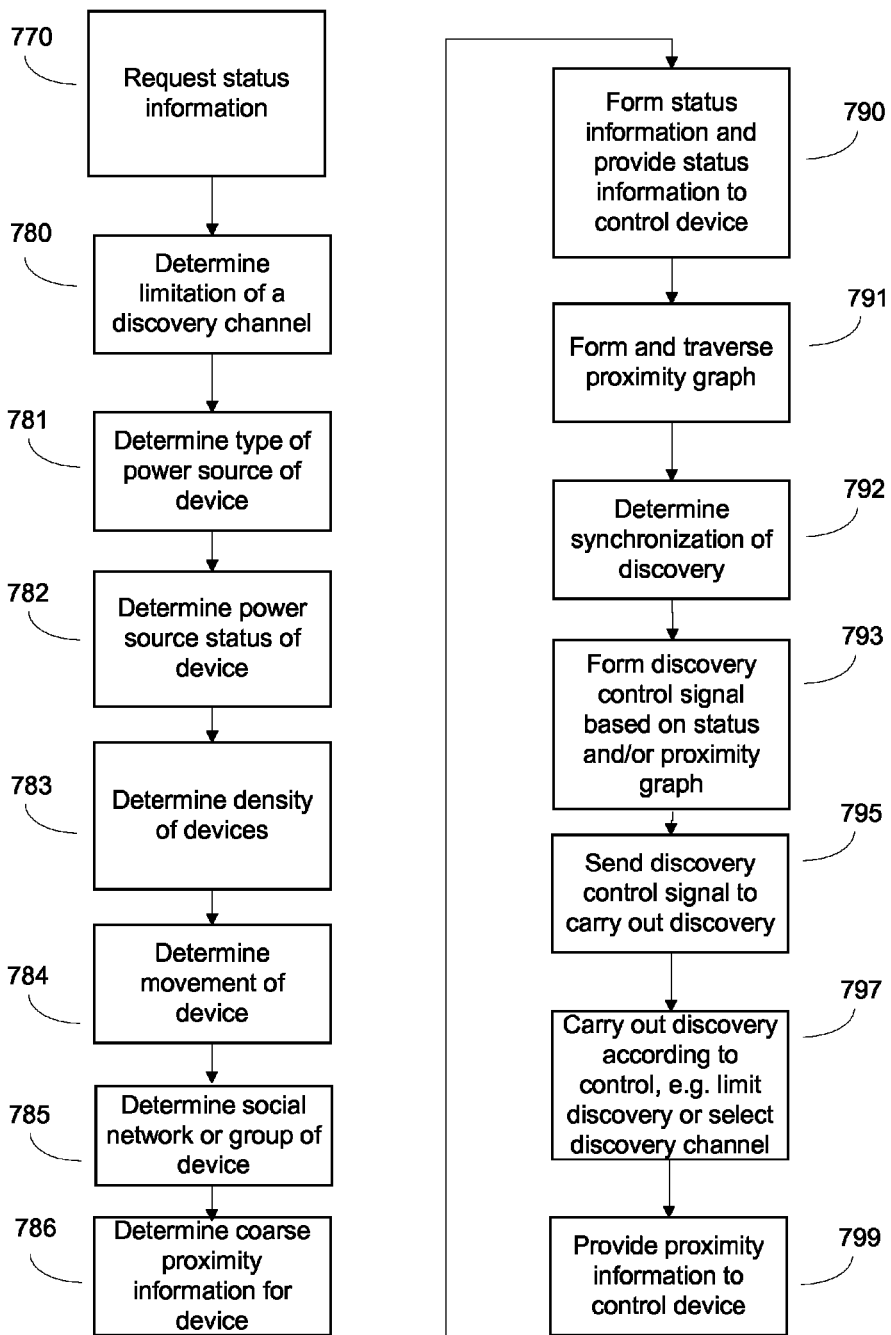 770
Request status
information
780
Determine
limitation of a
discovery channel
781
Determine type of
power source of
device
782
Determine power
source status of
device
783
Determine density
of devices
784
Determine
movement of
device
785
Determine social
network or group of
device
786
Determine coarse
proximity
information for
device
790
Form status
information and
provide status
information to
control device
791
Form and traverse
proximity graph
792
Determine
synchronization of
discovery
793
Form discovery
control signal
based on status
and/or proximity
graph
795
Send discovery
control signal to
carry out discovery
797
Carry out discovery
according to
control, e.g. limit
discovery or select
discovery channel
799
Provide proximity
information to
control device